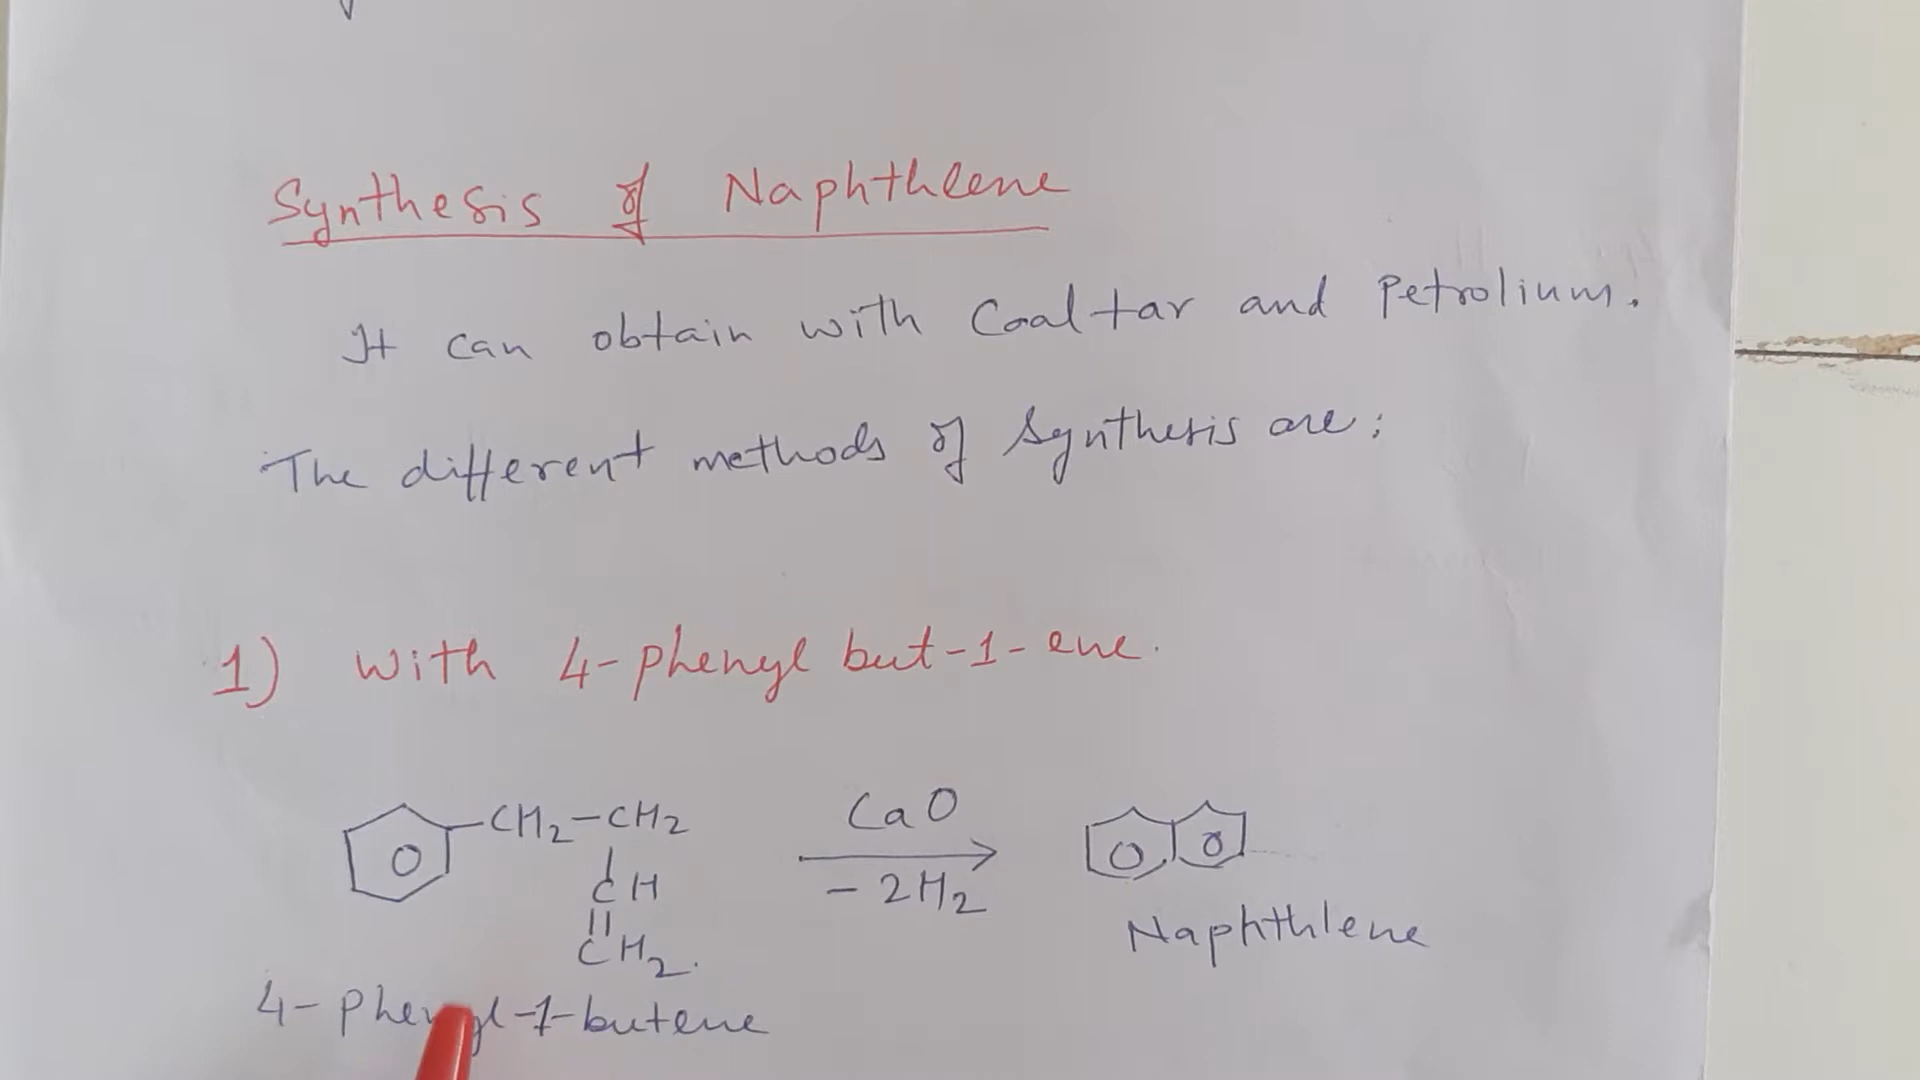 Synthesis of Naphthlene
It can obtain with Coaltar and Petrolium.
The different methods of Synthesis are:
1) With 4-phenyl but-1-ene.
CH2-CH2
CH
CH2.
CaO
-2H2
Naphthlene
4-Phenyl-1-butene